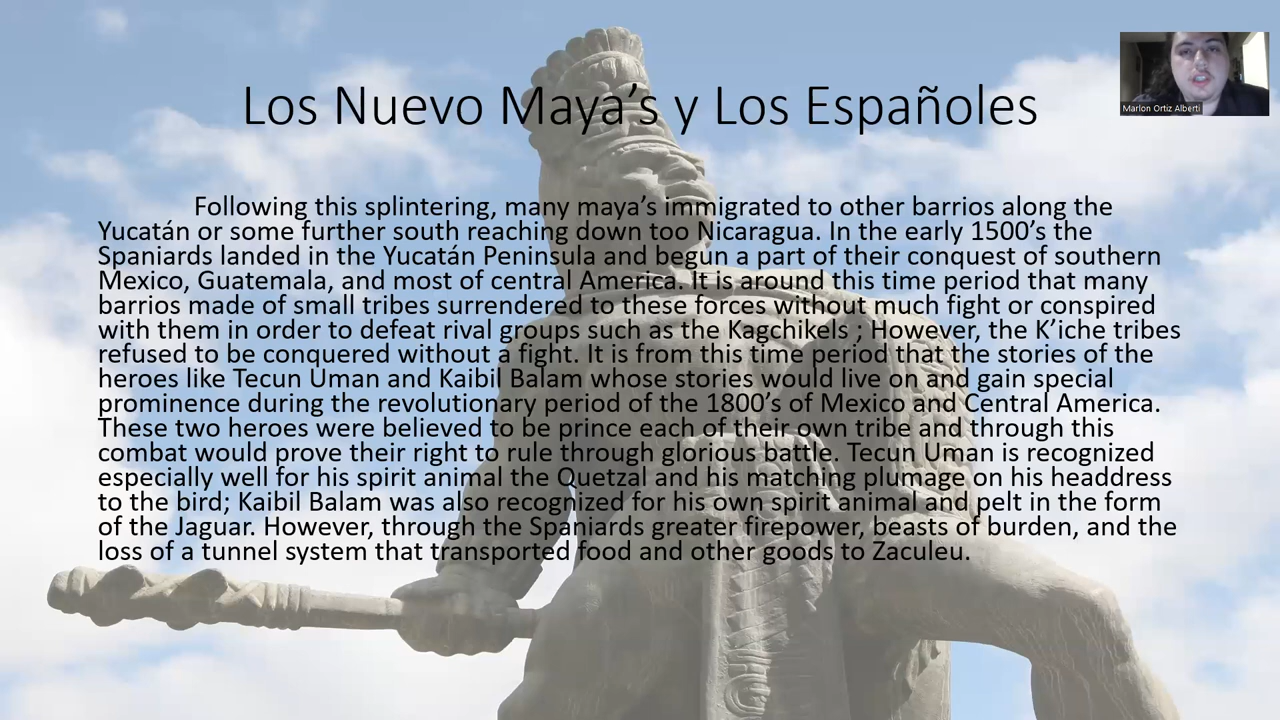 Los Nuevo Maya’s y Los Españoles
Marlon Ortiz Alberti
Following this splintering, many maya’s immigrated to other barrios along the
Yucatán or some further south reaching down too Nicaragua. In the early 1500’s the
Spaniards landed in the Yucatán Peninsula and begun a part of their conquest of southern
Mexico, Guatemala, and most of central America. It is around this time period that many
barrios made of small tribes surrendered to these forces without much fight or conspired
with them in order to defeat rival groups such as the Kagchikels ; However, the K’iche tribes
refused to be conquered without a fight. It is from this time period that the stories of the
heroes like Tecun Uman and Kaibil Balam whose stories would live on and gain special
prominence during the revolutionary period of the 1800’s of Mexico and Central America.
These two heroes were believed to be prince each of their own tribe and through this
combat would prove their right to rule through glorious battle. Tecun Uman is recognized
especially well for his spirit animal the Quetzal and his matching plumage on his headdress
to the bird; Kaibil Balam was also recognized for his own spirit animal and pelt in the form
of the Jaguar. However, through the Spaniards greater firepower, beasts of burden, and the
loss of a tunnel system that transported food and other goods to Zaculeu.